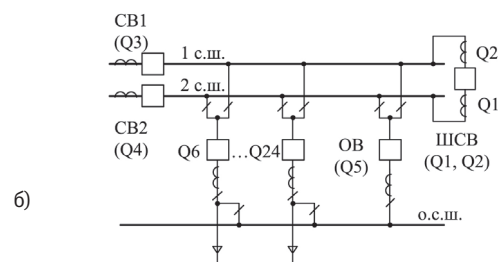 СВ1
(Q3)
Q2
1 с.ш.
2 с.ш.
Q1
СВ2
(Q4)
Q6 ...Q24
ОВ
(Q5)
ШСВ
(Q1, Q2)
б)
о.с.ш.